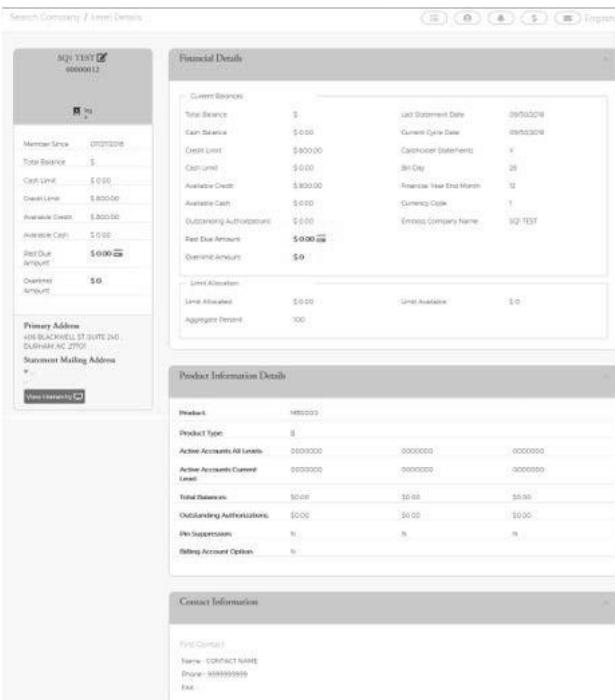 Search Company / Level Details
English
SQ1 TEST
00000012
Member Since 07/27/2018
Total Balance $
Cash Limit $ 0.00
Credit Limit $ 800.00
Available Credit $ 800.00
Available Cash $ 0.00
Past Due Amount $ 0.00
Overlimit Amount $ 0
Primary Address
406 BLACKWELL ST SUITE 240 ,
DURHAM NC 27701
Statement Mailing Address
View Hierarchy
Financial Details
Current Balances
Total Balance $ Last Statement Date 09/30/2018
Cash Balance $ 0.00 Current Cycle Date 09/30/2018
Credit Limit $ 800.00 Cardholder Statements Y
Cash Limit $ 0.00 Bill Day 28
Available Credit $ 800.00 Financial Year End Month 12
Available Cash $ 0.00 Currency Code 1
Outstanding Authorizations $ 0.00 Emboss Company Name SQ1 TEST
Past Due Amount $ 0.00
Overlimit Amount $ 0
Limit Allocation
Limit Allocated $ 0.00 Limit Available $ 0
Aggregate Percent 100
Product Information Details
Product:
Product Type:
Active Accounts All Levels: 0000000 0000000 0000000
Active Accounts Current Level: 0000000 0000000 0000000
Total Balances: $0.00 $0.00 $0.00
Outstanding Authorizations: $0.00 $0.00 $0.00
Pin Suppression: N N N
Billing Account Option: N
Contact Information
First Contact
Name - CONTACT NAME
Phone - 9999999999
FAX